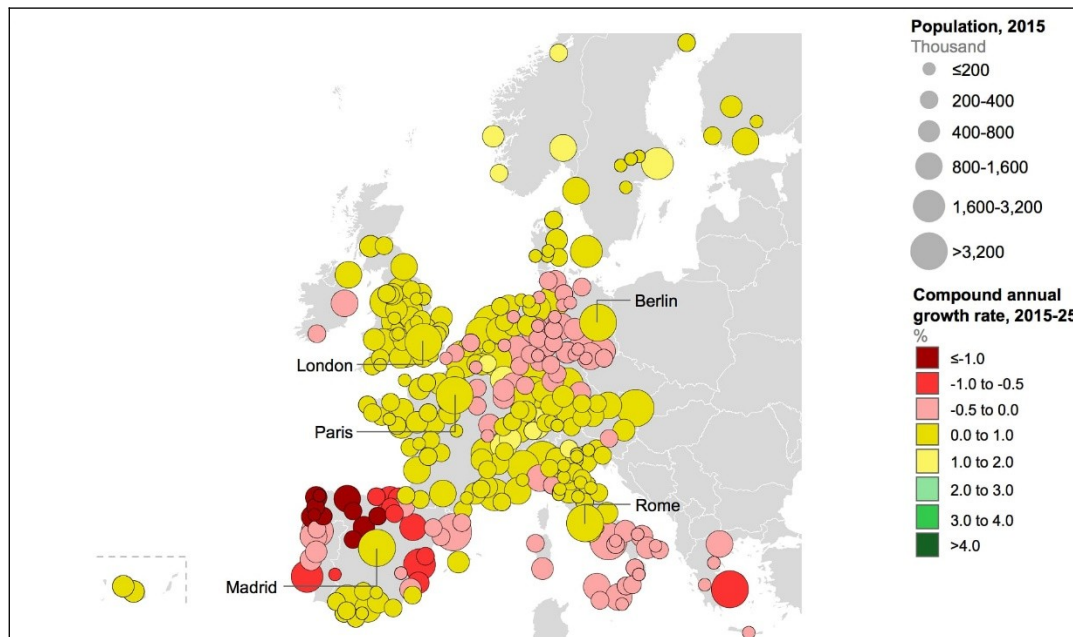 Population, 2015
Thousand
≤200
200-400
400-800
800-1,600
1,600-3,200
>3,200
Compound annual
growth rate, 2015-25
%
≤-1.0
-1.0 to -0.5
-0.5 to 0.0
0.0 to 1.0
1.0 to 2.0
2.0 to 3.0
3.0 to 4.0
>4.0
Berlin
London
Paris
Rome
Madrid